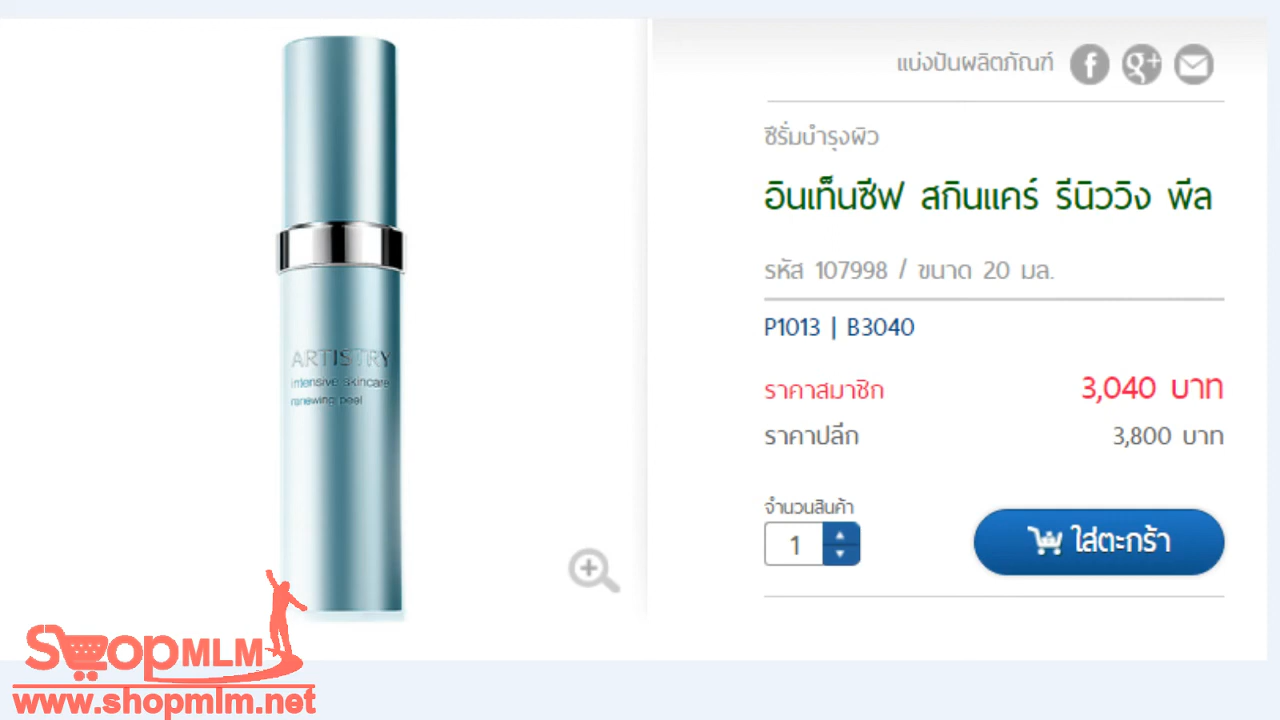 ARTISTRY
intensive skincare
renewing peel
แบ่งปันผลิตภัณฑ์
f
g+
ซีรั่มบำรุงผิว
อินเท็นซีฟ สกินแคร์ รีนิววิง พีล
รหัส 107998 / ขนาด 20 มล.
P1013 | B3040
ราคาสมาชิก 3,040 บาท
ราคาปลีก 3,800 บาท
จำนวนสินค้า
1
ใส่ตะกร้า
ShopMLM
www.shopmlm.net